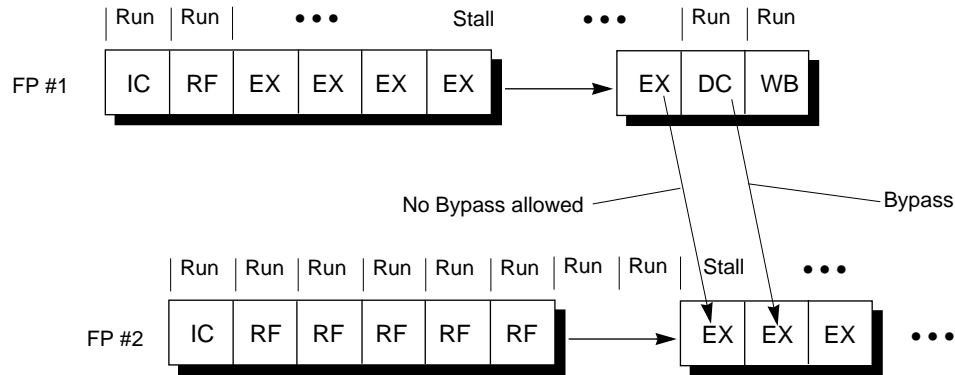 Run Run ••• Stall ••• Run Run
FP #1 IC RF EX EX EX EX EX DC WB
No Bypass allowed Bypass
Run Run Run Run Run Run Run Run Stall •••
FP #2 IC RF RF RF RF RF EX EX EX •••